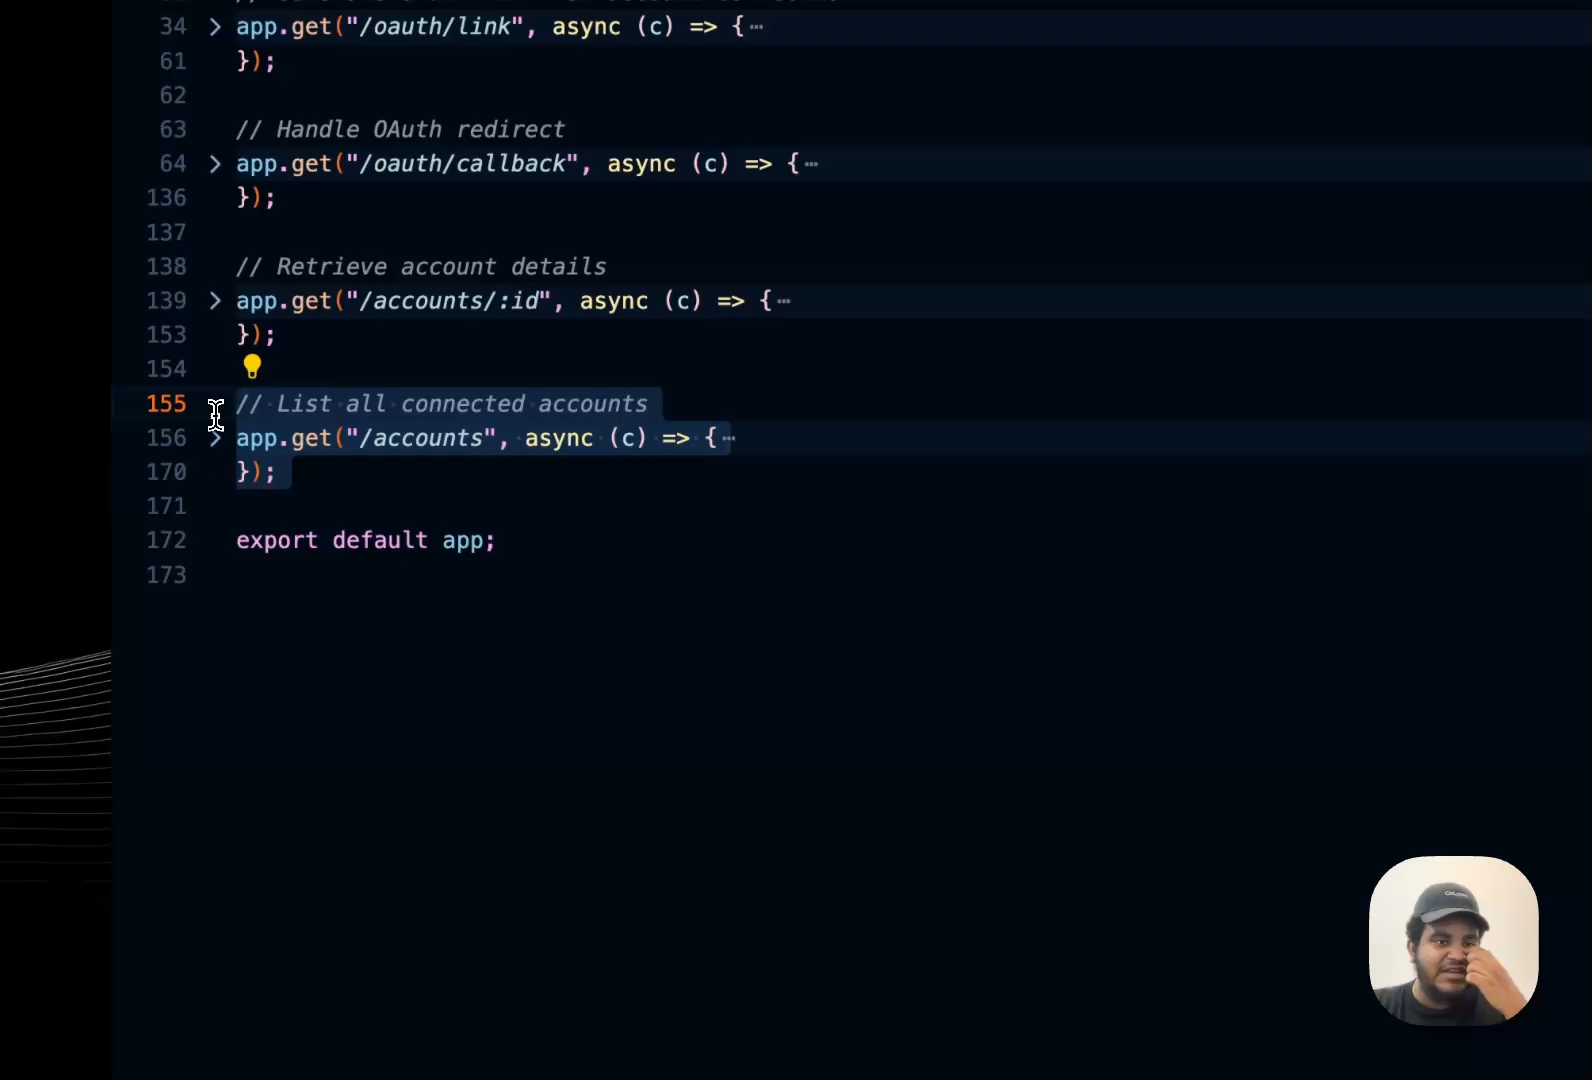 34 > app.get("/oauth/link", async (c) => {⋯
61 });
62
63 // Handle OAuth redirect
64 > app.get("/oauth/callback", async (c) => {⋯
136 });
137
138 // Retrieve account details
139 > app.get("/accounts/:id", async (c) => {⋯
153 });
154
155 // List all connected accounts
156 > app.get("/accounts", async (c) => {⋯
170 });
171
172 export default app;
173